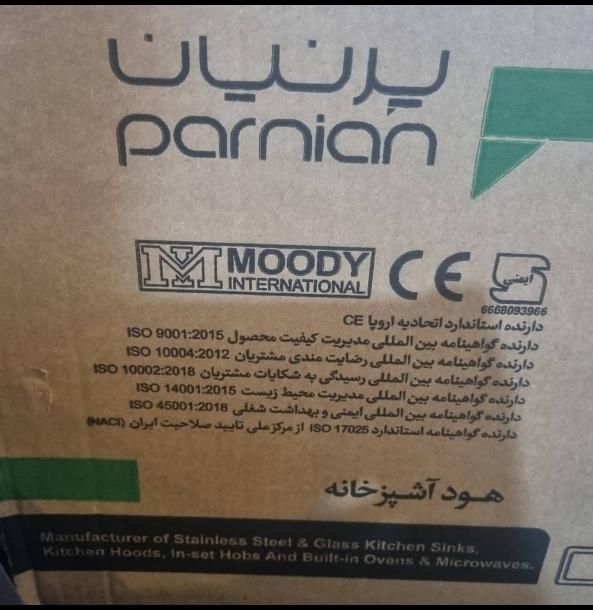 پرنیان
parnian
M MOODY
INTERNATIONAL
CE
ایمنی
6668093966
دارنده استاندارد اتحادیه اروپا CE
دارنده گواهینامه بین المللی مدیریت کیفیت محصول ISO 9001:2015
دارنده گواهینامه بین المللی رضایت مندی مشتریان ISO 10004:2012
دارنده گواهینامه بین المللی رسیدگی به شکایات مشتریان ISO 10002:2018
دارنده گواهینامه بین المللی مدیریت محیط زیست ISO 14001:2015
دارنده گواهینامه بین المللی ایمنی و بهداشت شغلی ISO 45001:2018
دارنده گواهینامه استاندارد ISO 17025 از مرکز ملی تایید صلاحیت ایران (NACI)
هود آشپزخانه
Manufacturer of Stainless Steel & Glass Kitchen Sinks,
Kitchen Hoods, In-set Hobs And Built-in Ovens & Microwaves.